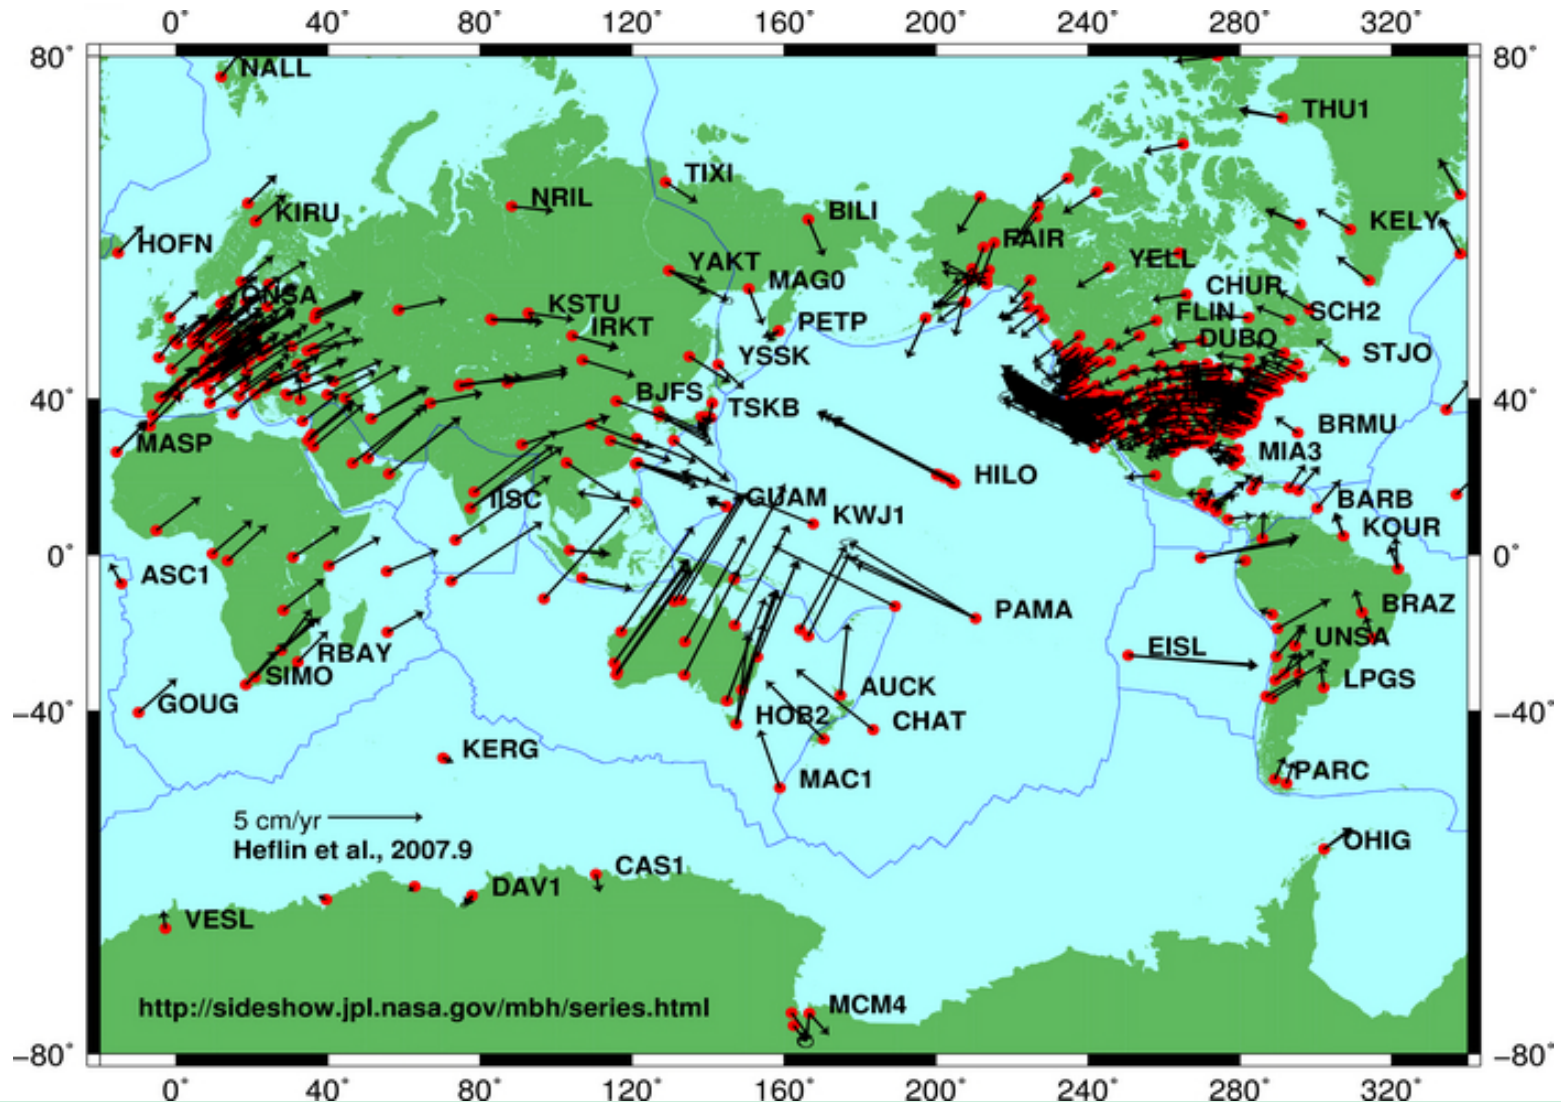 0° 40° 80° 120° 160° 200° 240° 280° 320°
80° 80°
NALL
THU1
TIXI
NRIL
BILI
KIRU
KELY
HOFN
FAIR
YAKT
YELL
MAG0
CHUR
ONSA
KSTU
FLIN
SCH2
PETP
IRKT
DUBO
YSSK
STJO
BJFS
40° 40°
TSKB
BRMU
MASP
MIA3
HILO
IISC
GUAM
BARB
KWJ1
KOUR
0° 0°
ASC1
BRAZ
PAMA
UNSA
EISL
RBAY
SIMO
LPGS
AUCK
GOUG
HOB2
CHAT
−40° −40°
KERG
PARC
MAC1
5 cm/yr
OHIG
Heflin et al., 2007.9
CAS1
DAV1
VESL
MCM4
http://sideshow.jpl.nasa.gov/mbh/series.html
−80° −80°
0° 40° 80° 120° 160° 200° 240° 280° 320°